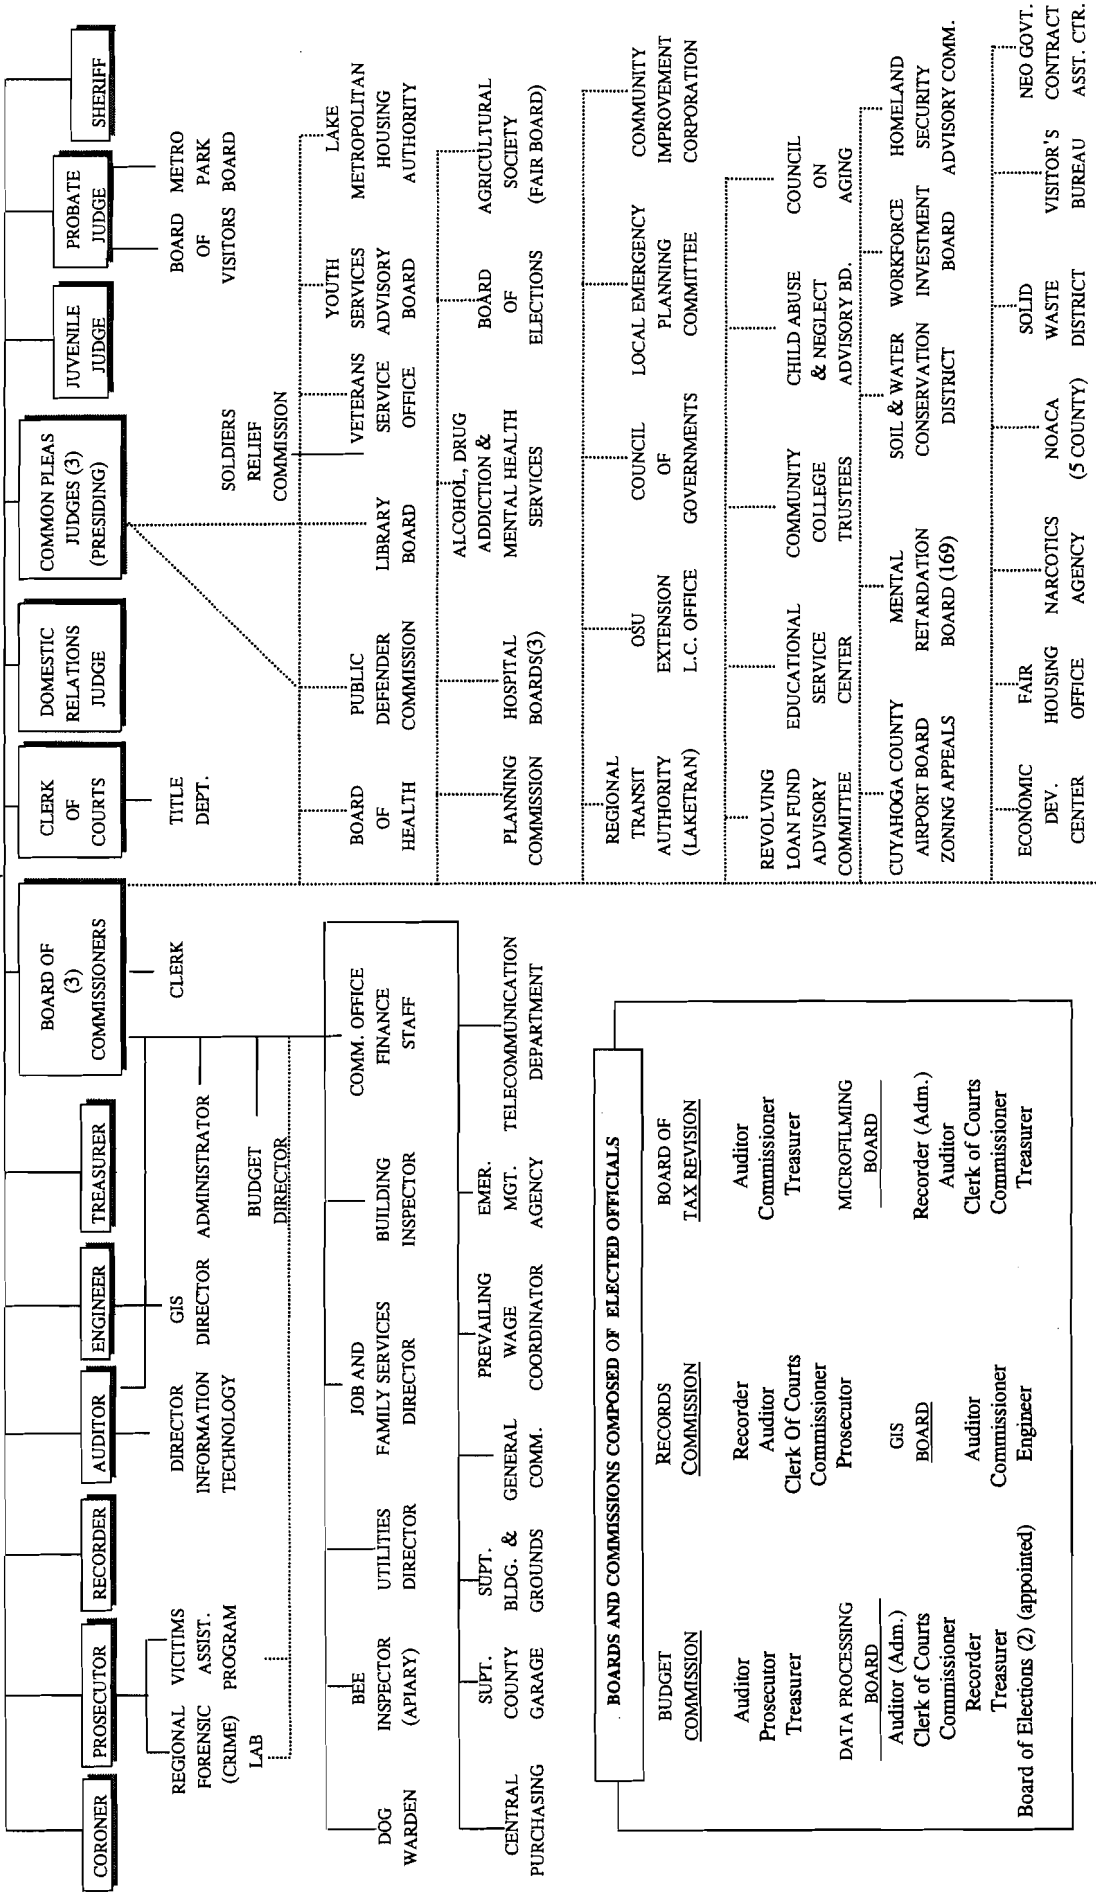 CORONER
PROSECUTOR
RECORDER
AUDITOR
ENGINEER
TREASURER
BOARD OF
(3)
COMMISSIONERS
CLERK
OF
COURTS
DOMESTIC
RELATIONS
JUDGE
COMMON PLEAS
JUDGES (3)
(PRESIDING)
JUVENILE
JUDGE
PROBATE
JUDGE
SHERIFF
REGIONAL
FORENSIC
(CRIME)
LAB
VICTIMS
ASSIST.
PROGRAM
DIRECTOR
INFORMATION
TECHNOLOGY
GIS
DIRECTOR
ADMINISTRATOR
BUDGET
DIRECTOR
CLERK
TITLE
DEPT.
BOARD
OF
VISITORS
METRO
PARK
BOARD
SOLDIERS
RELIEF
COMMISSION
DOG
WARDEN
BEE
INSPECTOR
(APIARY)
UTILITIES
DIRECTOR
JOB AND
FAMILY SERVICES
DIRECTOR
BUILDING
INSPECTOR
COMM. OFFICE
FINANCE
STAFF
CENTRAL
PURCHASING
SUPT.
COUNTY
GARAGE
SUPT.
BLDG. &
GROUNDS
GENERAL
COMM.
PREVAILING
WAGE
COORDINATOR
EMER.
MGT.
AGENCY
TELECOMMUNICATION
DEPARTMENT
BOARD
OF
HEALTH
PUBLIC
DEFENDER
COMMISSION
LIBRARY
BOARD
VETERANS
SERVICE
OFFICE
YOUTH
SERVICES
ADVISORY
BOARD
LAKE
METROPOLITAN
HOUSING
AUTHORITY
PLANNING
COMMISSION
HOSPITAL
BOARDS(3)
ALCOHOL, DRUG
ADDICTION &
MENTAL HEALTH
SERVICES
BOARD
OF
ELECTIONS
AGRICULTURAL
SOCIETY
(FAIR BOARD)
REGIONAL
TRANSIT
AUTHORITY
(LAKETRAN)
OSU
EXTENSION
L.C. OFFICE
COUNCIL
OF
GOVERNMENTS
LOCAL EMERGENCY
PLANNING
COMMITTEE
COMMUNITY
IMPROVEMENT
CORPORATION
REVOLVING
LOAN FUND
ADVISORY
COMMITTEE
EDUCATIONAL
SERVICE
CENTER
COMMUNITY
COLLEGE
TRUSTEES
CHILD ABUSE
& NEGLECT
ADVISORY BD.
COUNCIL
ON
AGING
CUYAHOGA COUNTY
AIRPORT BOARD
ZONING APPEALS
MENTAL
RETARDATION
BOARD (169)
SOIL & WATER
CONSERVATION
DISTRICT
WORKFORCE
INVESTMENT
BOARD
HOMELAND
SECURITY
ADVISORY COMM.
ECONOMIC
DEV.
CENTER
FAIR
HOUSING
OFFICE
NARCOTICS
AGENCY
NOACA
(5 COUNTY)
SOLID
WASTE
DISTRICT
VISITOR'S
BUREAU
NEO GOVT.
CONTRACT
ASST. CTR.
BOARDS AND COMMISSIONS COMPOSED OF ELECTED OFFICIALS
BUDGET
COMMISSION
Auditor
Prosecutor
Treasurer
RECORDS
COMMISSION
Recorder
Auditor
Clerk Of Courts
Commissioner
Prosecutor
BOARD OF
TAX REVISION
Auditor
Commissioner
Treasurer
DATA PROCESSING
BOARD
Auditor (Adm.)
Clerk of Courts
Commissioner
Recorder
Treasurer
Board of Elections (2) (appointed)
GIS
BOARD
Auditor
Commissioner
Engineer
MICROFILMING
BOARD
Recorder (Adm.)
Auditor
Clerk of Courts
Commissioner
Treasurer